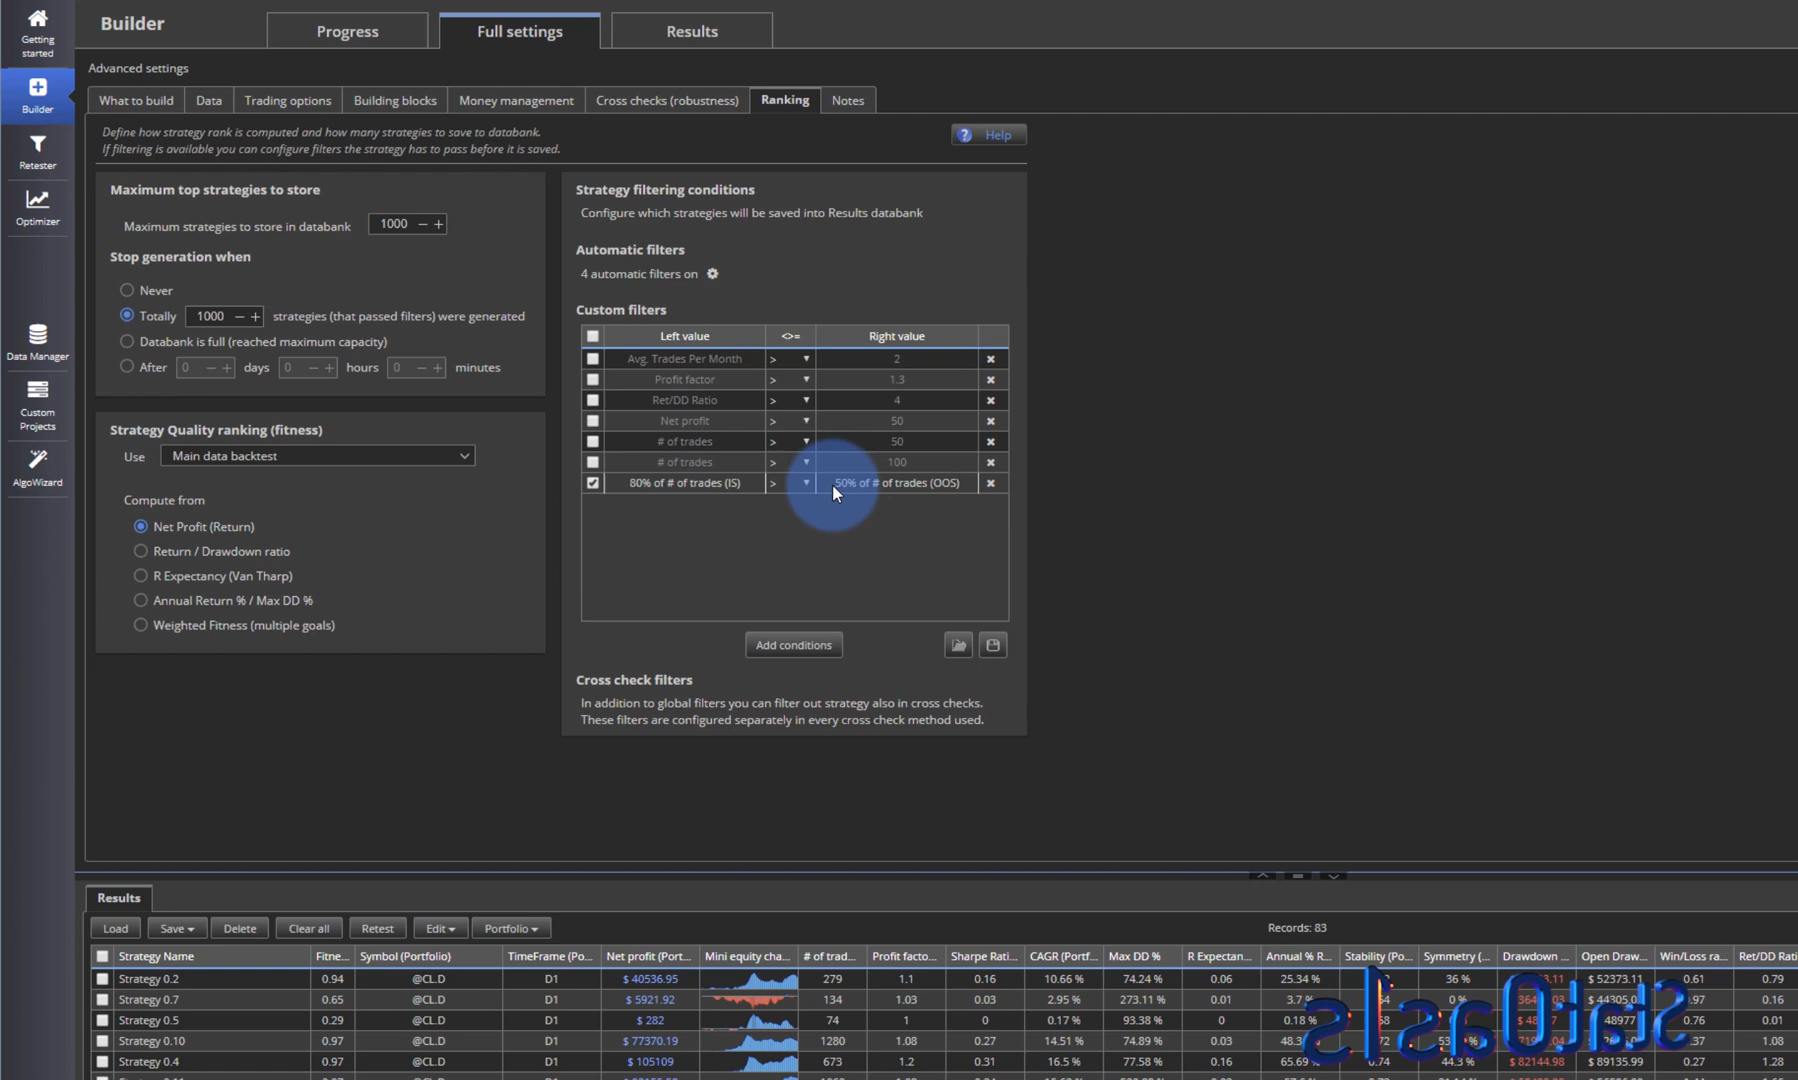 Getting started
Builder
Retester
Optimizer
Data Manager
Custom Projects
AlgoWizard
Builder
Progress
Full settings
Results
Advanced settings
What to build
Data
Trading options
Building blocks
Money management
Cross checks (robustness)
Ranking
Notes
Define how strategy rank is computed and how many strategies to save to databank.
If filtering is available you can configure filters the strategy has to pass before it is saved.
? Help
Maximum top strategies to store
Maximum strategies to store in databank 1000 − +
Stop generation when
Never
Totally 1000 − + strategies (that passed filters) were generated
Databank is full (reached maximum capacity)
After 0 − + days 0 − + hours 0 − + minutes
Strategy Quality ranking (fitness)
Use Main data backtest
Compute from
Net Profit (Return)
Return / Drawdown ratio
R Expectancy (Van Tharp)
Annual Return % / Max DD %
Weighted Fitness (multiple goals)
Strategy filtering conditions
Configure which strategies will be saved into Results databank
Automatic filters
4 automatic filters on
Custom filters
Left value <>= Right value
Avg. Trades Per Month > 2
Profit factor > 1.3
Ret/DD Ratio > 4
Net profit > 50
# of trades > 50
# of trades > 100
80% of # of trades (IS) > 50% of # of trades (OOS)
Add conditions
Cross check filters
In addition to global filters you can filter out strategy also in cross checks.
These filters are configured separately in every cross check method used.
Results
Load Save Delete Clear all Retest Edit Portfolio Records: 83
Strategy Name Fitne... Symbol (Portfolio) TimeFrame (Po... Net profit (Port... Mini equity cha... # of trad... Profit facto... Sharpe Rati... CAGR (Portf... Max DD % R Expectan... Annual % R... Stability (Po... Symmetry (... Drawdown ... Open Draw... Win/Loss ra... Ret/DD Rati
Strategy 0.2 0.94 @CL.D D1 $ 40536.95 279 1.1 0.16 10.66 % 74.24 % 0.06 25.34 % 36 % $ 52373.11 0.61 0.79
Strategy 0.7 0.65 @CL.D D1 $ 5921.92 134 1.03 0.03 2.95 % 273.11 % 0.01 3.7 % 0 % 0.16
Strategy 0.5 0.29 @CL.D D1 $ 282 74 1 0 0.17 % 93.38 % 0 0.18 % 0.76 0.01
Strategy 0.10 0.97 @CL.D D1 $ 77370.19 1280 1.08 0.27 14.51 % 74.89 % 0.03 1.08
Strategy 0.4 0.97 @CL.D D1 $ 105109 673 1.2 0.31 16.5 % 77.58 % 0.16 65.69 % 0.74 44.3 % $ 82144.98 $ 89135.99 0.27 1.28